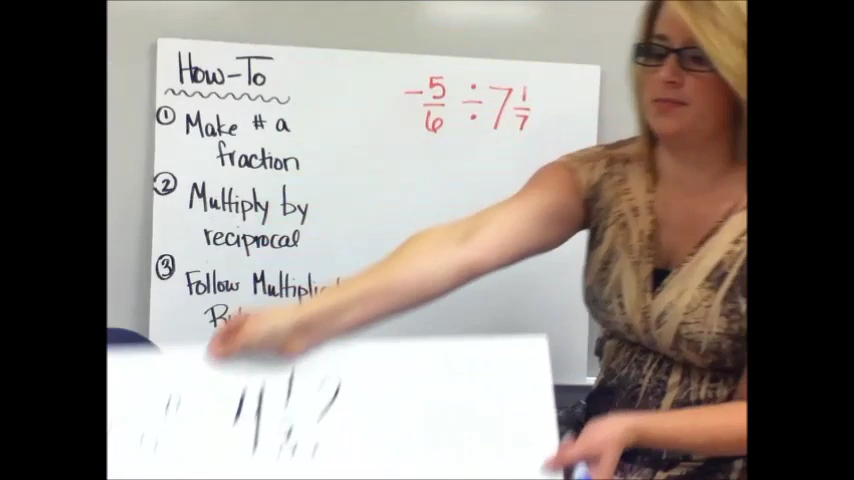 How-To
① Make # a
fraction
② Multiply by
reciprocal
③ Follow
-5/6 ÷ 7 1/7